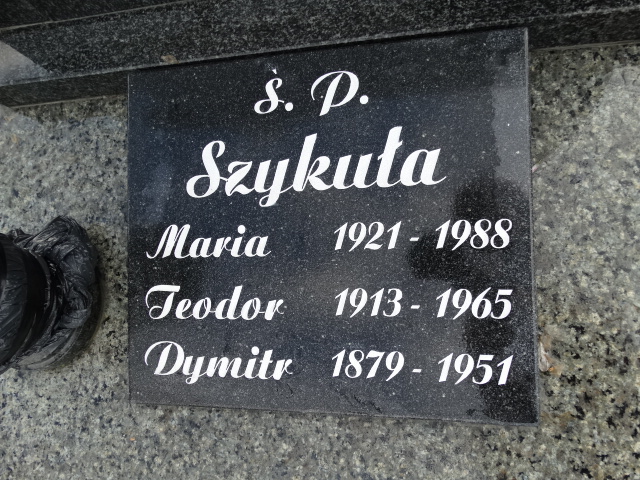 Ś. P.
Szykuła
Maria 1921 - 1988
Teodor 1913 - 1965
Dymitr 1879 - 1951